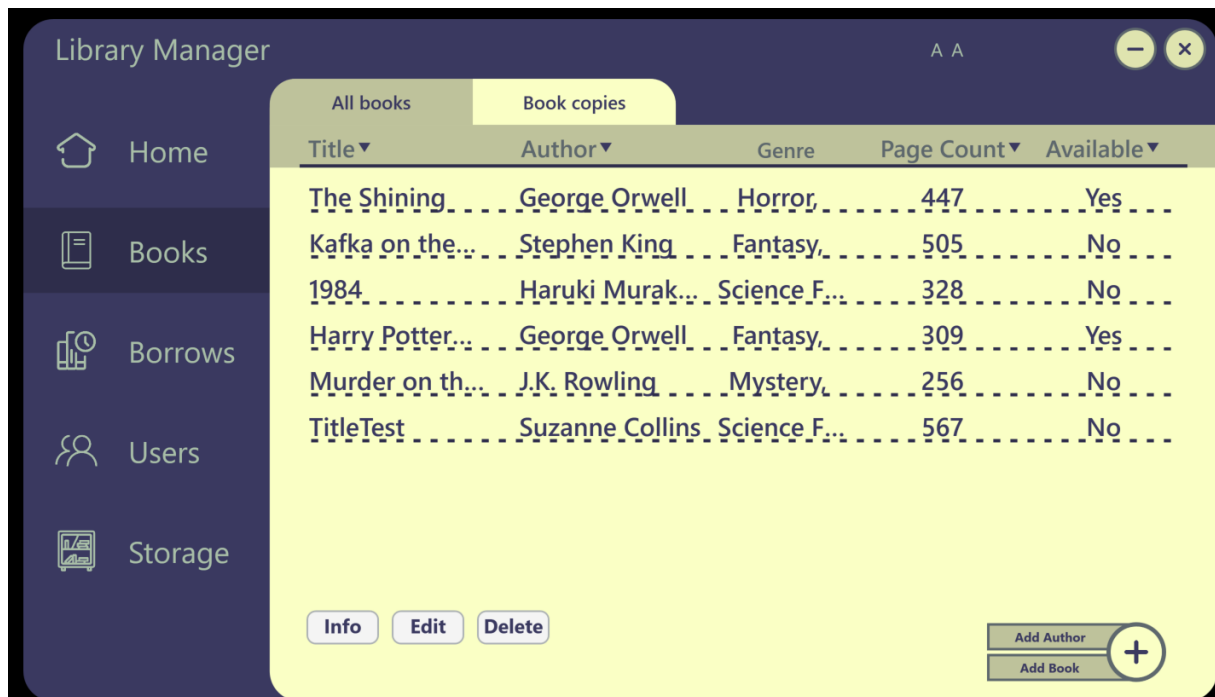 Library Manager
A A
All books Book copies
Home
Title Author Genre Page Count Available
The Shining George Orwell Horror, 447 Yes
Books
Kafka on the... Stephen King Fantasy, 505 No
1984 Haruki Murak... Science F... 328 No
Borrows
Harry Potter... George Orwell Fantasy, 309 Yes
Murder on th... J.K. Rowling Mystery, 256 No
Users
TitleTest Suzanne Collins Science F... 567 No
Storage
Info Edit Delete
Add Author
Add Book